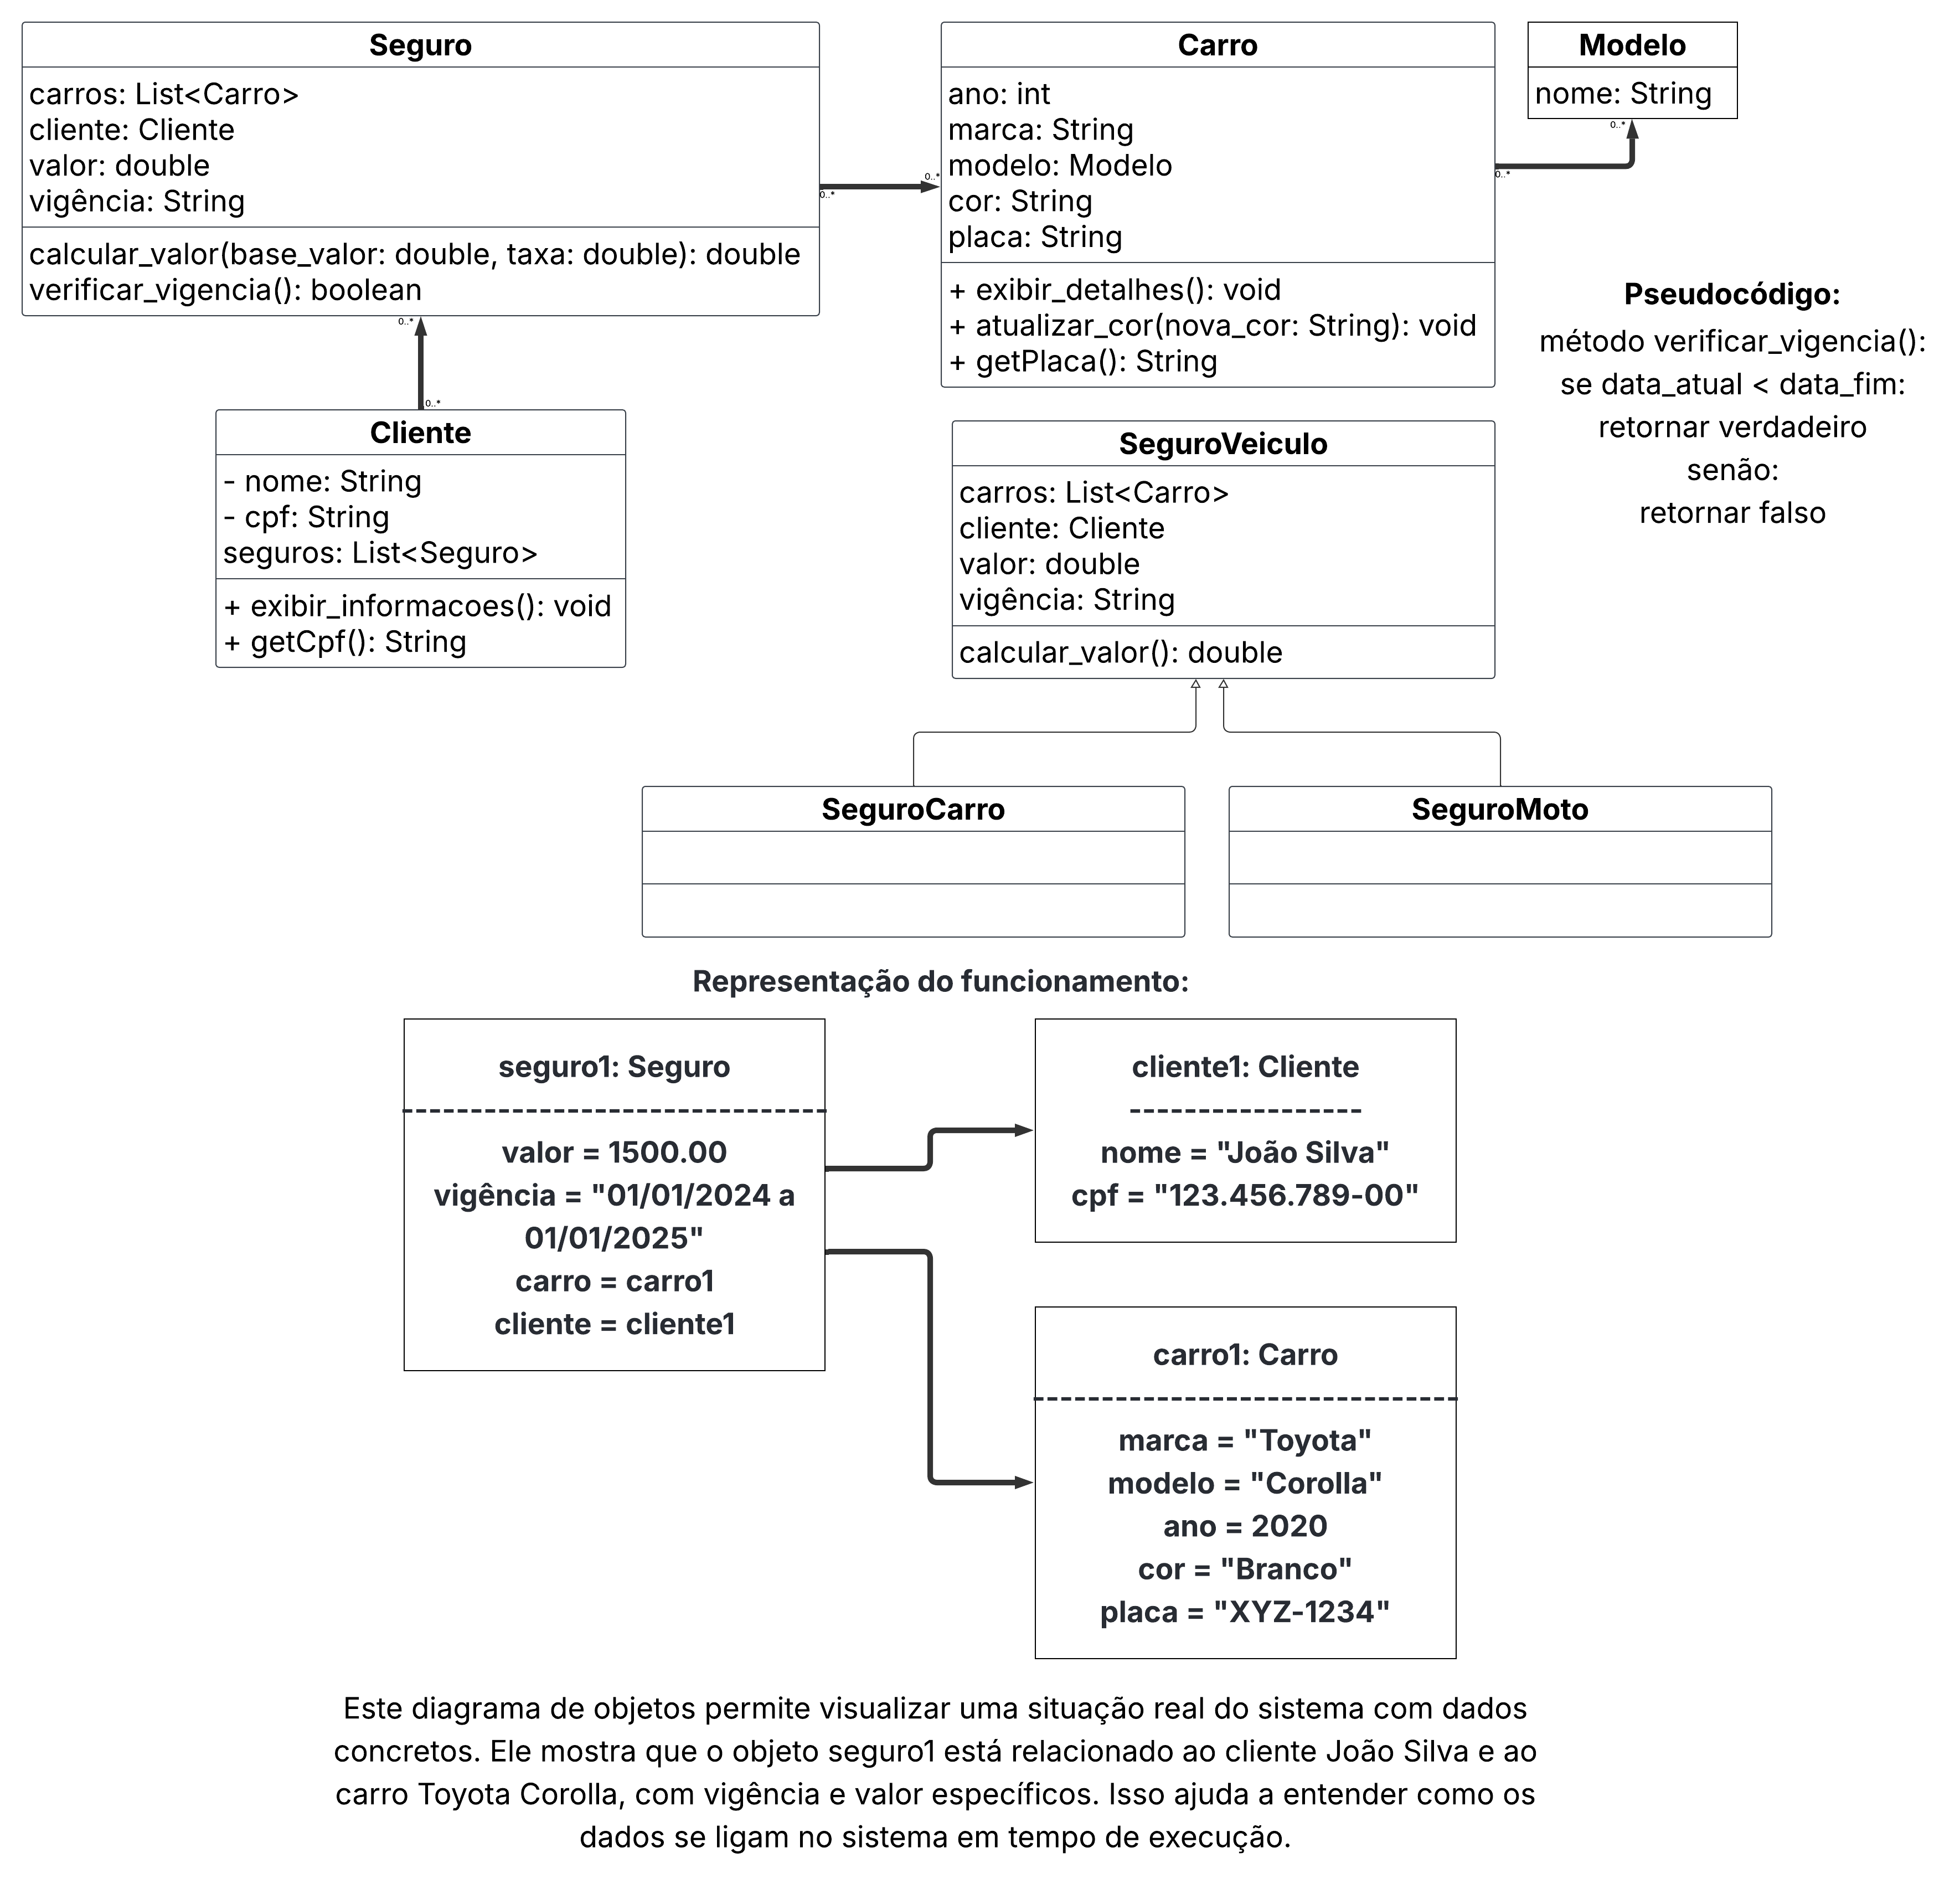 Seguro
carros: List<Carro>
cliente: Cliente
valor: double
vigência: String
calcular_valor(base_valor: double, taxa: double): double
verificar_vigencia(): boolean
0..*
0..*
0..*
0..*
Carro
ano: int
marca: String
modelo: Modelo
cor: String
placa: String
+ exibir_detalhes(): void
+ atualizar_cor(nova_cor: String): void
+ getPlaca(): String
Modelo
nome: String
0..*
0..*
Pseudocódigo:
método verificar_vigencia():
se data_atual < data_fim:
retornar verdadeiro
senão:
retornar falso
Cliente
- nome: String
- cpf: String
seguros: List<Seguro>
+ exibir_informacoes(): void
+ getCpf(): String
SeguroVeiculo
carros: List<Carro>
cliente: Cliente
valor: double
vigência: String
calcular_valor(): double
SeguroCarro
SeguroMoto
Representação do funcionamento:
seguro1: Seguro
-------------------------------
valor = 1500.00
vigência = "01/01/2024 a
01/01/2025"
carro = carro1
cliente = cliente1
cliente1: Cliente
-----------------
nome = "João Silva"
cpf = "123.456.789-00"
carro1: Carro
-------------------------------
marca = "Toyota"
modelo = "Corolla"
ano = 2020
cor = "Branco"
placa = "XYZ-1234"
Este diagrama de objetos permite visualizar uma situação real do sistema com dados
concretos. Ele mostra que o objeto seguro1 está relacionado ao cliente João Silva e ao
carro Toyota Corolla, com vigência e valor específicos. Isso ajuda a entender como os
dados se ligam no sistema em tempo de execução.